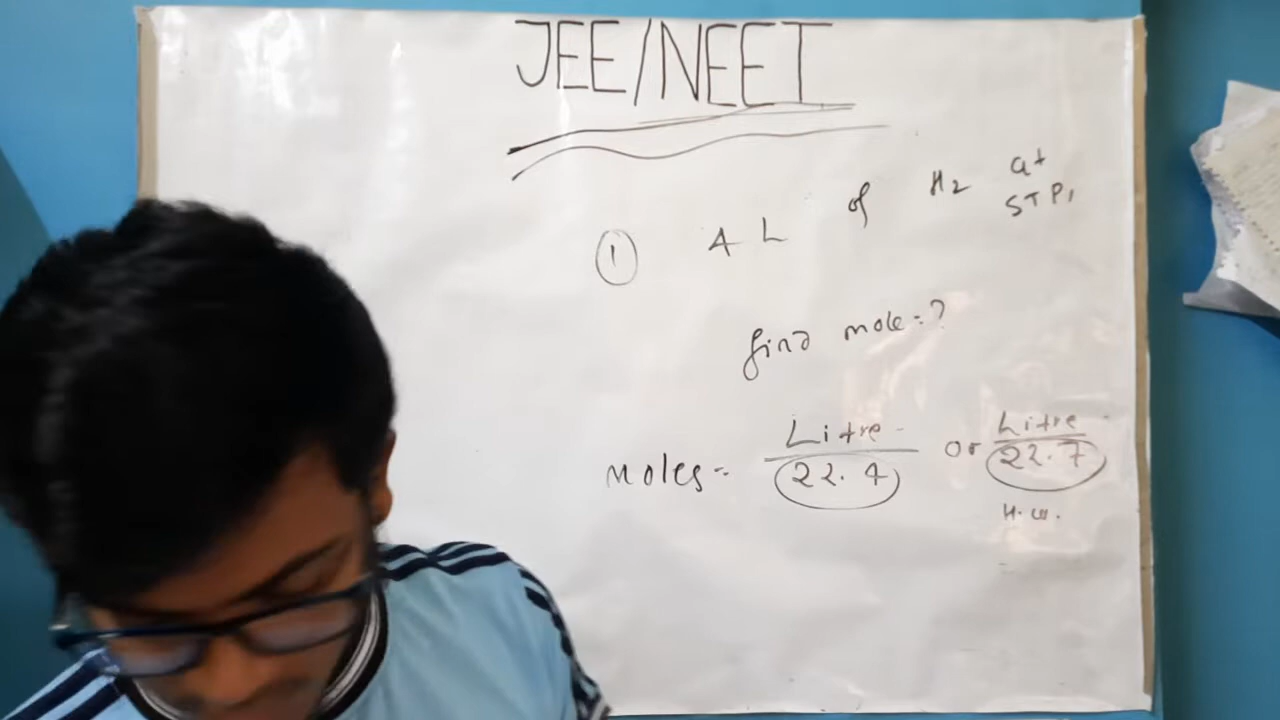 JEE/NEET
① 4 L of H2 at STP,
find mole=?
moles = Litre / 22.4 or Litre / 22.7
H.W.